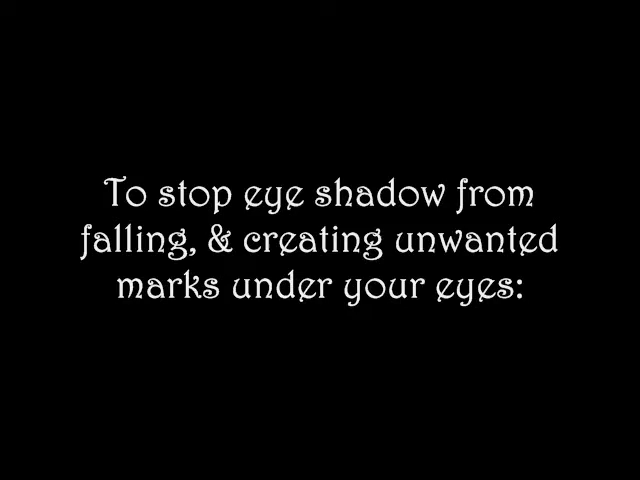 To stop eye shadow from
falling, & creating unwanted
marks under your eyes: